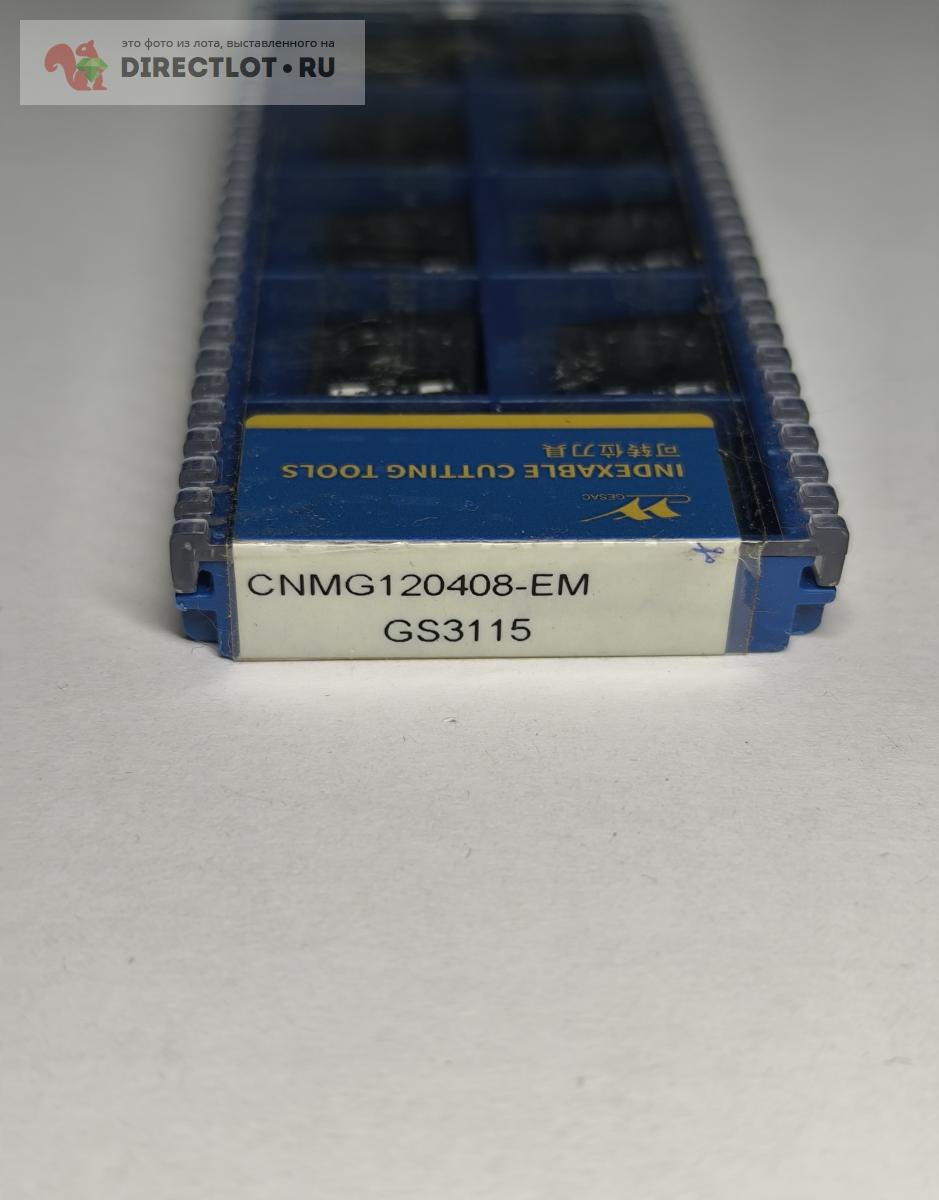 это фото из лота, выставленного на
DIRECTLOT•RU
可转位刀具
INDEXABLE CUTTING TOOLS
GESAC
CNMG120408-EM
GS3115